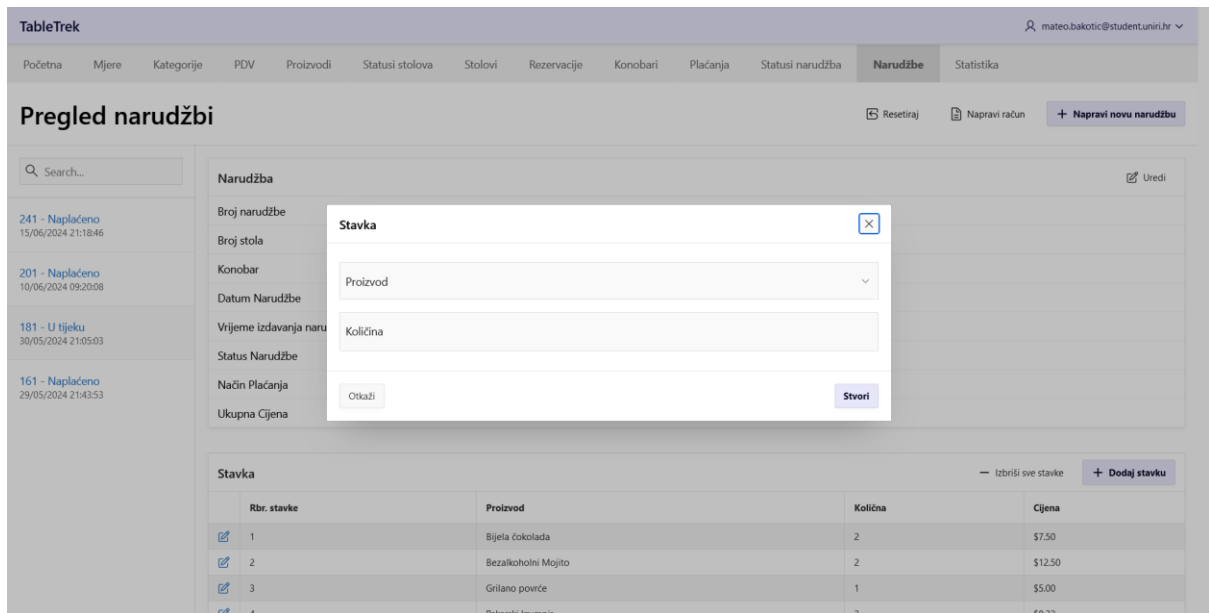 TableTrek
mateo.bakotic@student.uniri.hr
Početna Mjere Kategorije PDV Proizvodi Statusi stolova Stolovi Rezervacije Konobari Plaćanja Statusi narudžba Narudžbe Statistika
Pregled narudžbi
Resetiraj Napravi račun + Napravi novu narudžbu
Search...
241 - Naplaćeno
15/06/2024 21:18:46
201 - Naplaćeno
10/06/2024 09:20:08
181 - U tijeku
30/05/2024 21:05:03
161 - Naplaćeno
29/05/2024 21:43:53
Narudžba Uredi
Broj narudžbe
Broj stola
Konobar
Datum Narudžbe
Vrijeme izdavanja naru
Status Narudžbe
Način Plaćanja
Ukupna Cijena
Stavka
Proizvod
Količina
Otkaži Stvori
Stavka — Izbriši sve stavke + Dodaj stavku
Rbr. stavke Proizvod Količna Cijena
1 Bijela čokolada 2 $7.50
2 Bezalkoholni Mojito 2 $12.50
3 Grilano povrće 1 $5.00